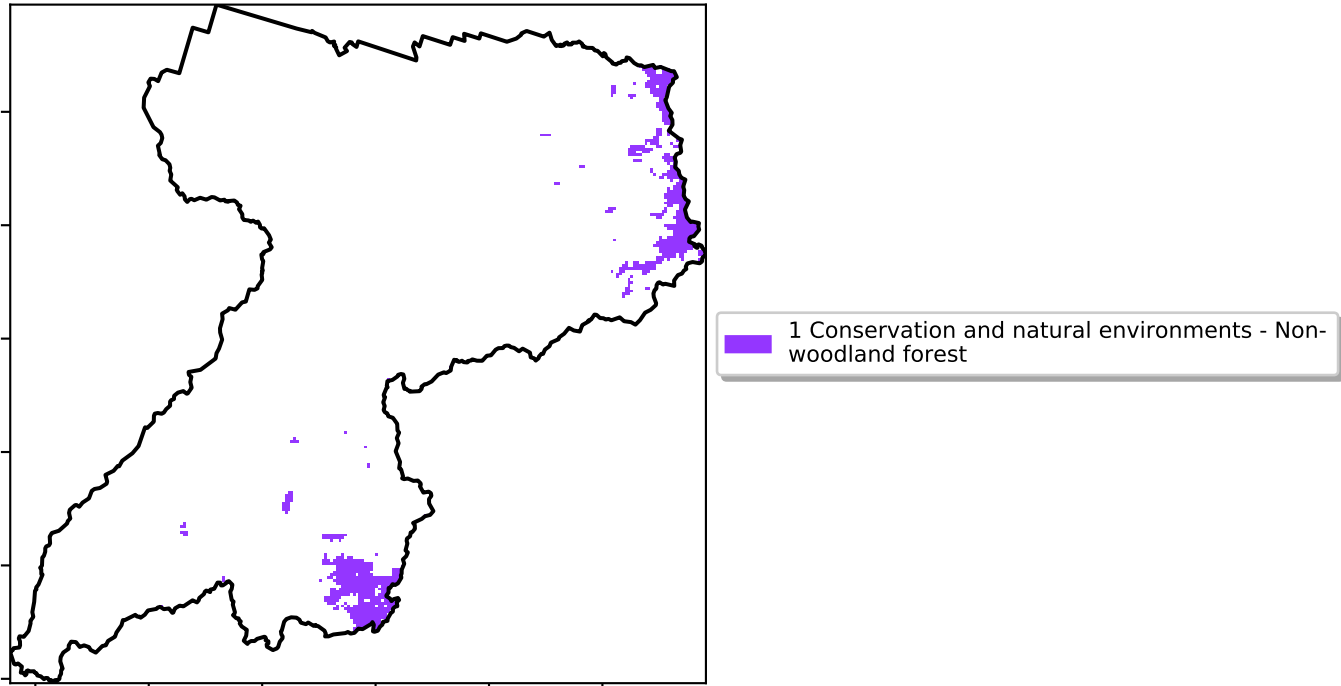 1 Conservation and natural environments - Non-
woodland forest